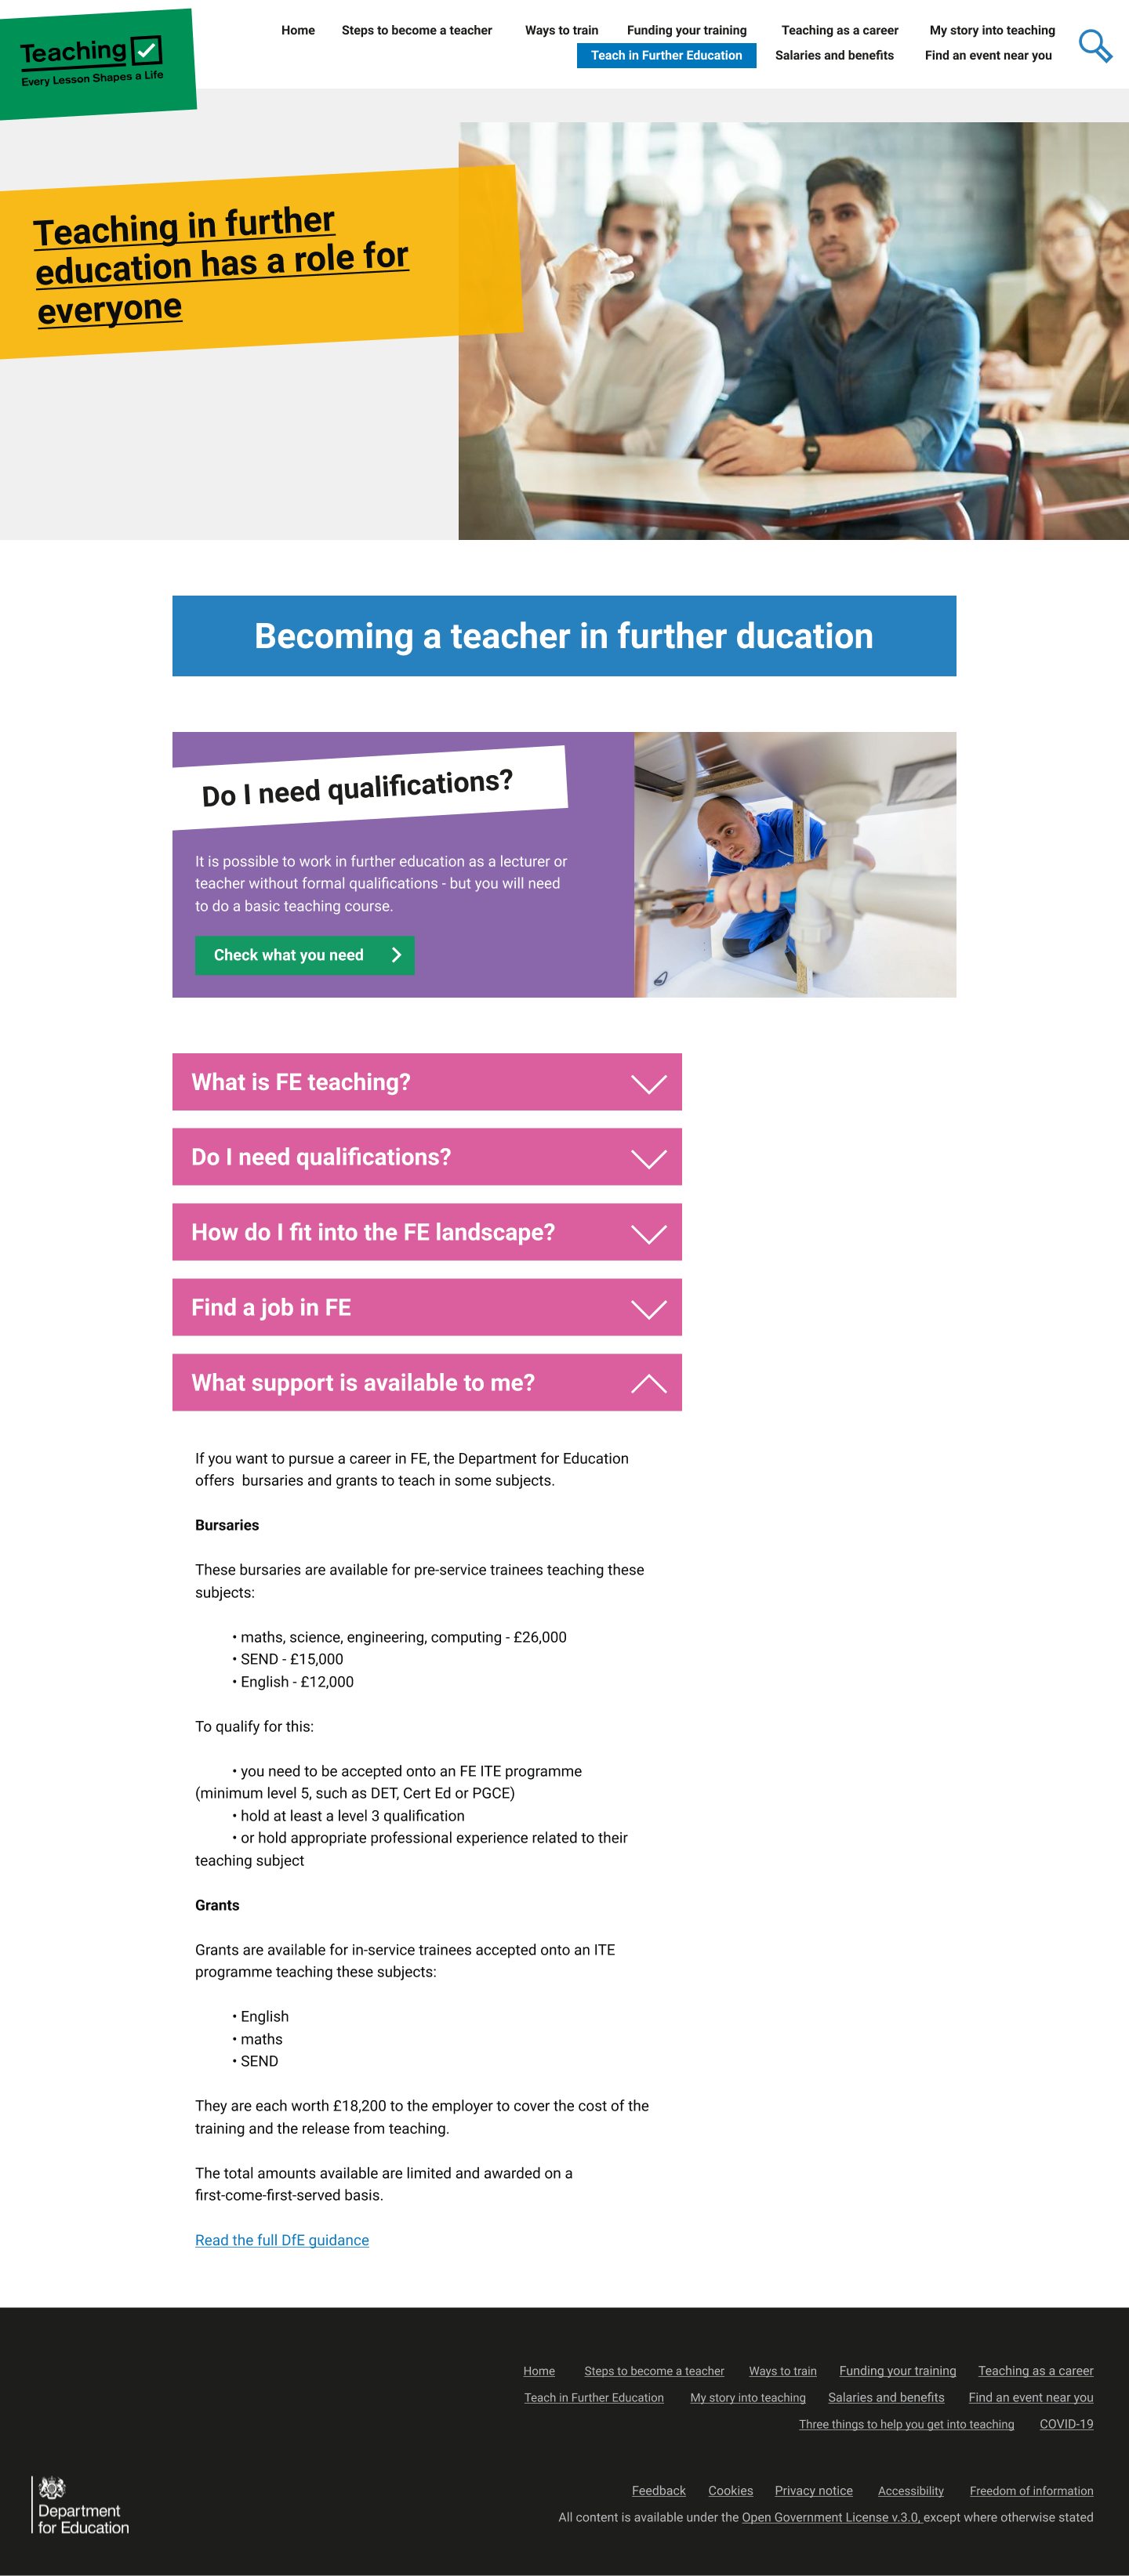 Teaching
Every Lesson Shapes a Life
Home Steps to become a teacher Ways to train Funding your training Teaching as a career My story into teaching
Teach in Further Education Salaries and benefits Find an event near you
Teaching in further
education has a role for
everyone
Becoming a teacher in further ducation
Do I need qualifications?
It is possible to work in further education as a lecturer or
teacher without formal qualifications - but you will need
to do a basic teaching course.
Check what you need
What is FE teaching?
Do I need qualifications?
How do I fit into the FE landscape?
Find a job in FE
What support is available to me?
If you want to pursue a career in FE, the Department for Education
offers bursaries and grants to teach in some subjects.
Bursaries
These bursaries are available for pre-service trainees teaching these
subjects:
• maths, science, engineering, computing - £26,000
• SEND - £15,000
• English - £12,000
To qualify for this:
• you need to be accepted onto an FE ITE programme
(minimum level 5, such as DET, Cert Ed or PGCE)
• hold at least a level 3 qualification
• or hold appropriate professional experience related to their
teaching subject
Grants
Grants are available for in-service trainees accepted onto an ITE
programme teaching these subjects:
• English
• maths
• SEND
They are each worth £18,200 to the employer to cover the cost of the
training and the release from teaching.
The total amounts available are limited and awarded on a
first-come-first-served basis.
Read the full DfE guidance
Home Steps to become a teacher Ways to train Funding your training Teaching as a career
Teach in Further Education My story into teaching Salaries and benefits Find an event near you
Three things to help you get into teaching COVID-19
Department
for Education
Feedback Cookies Privacy notice Accessibility Freedom of information
All content is available under the Open Government License v.3.0, except where otherwise stated